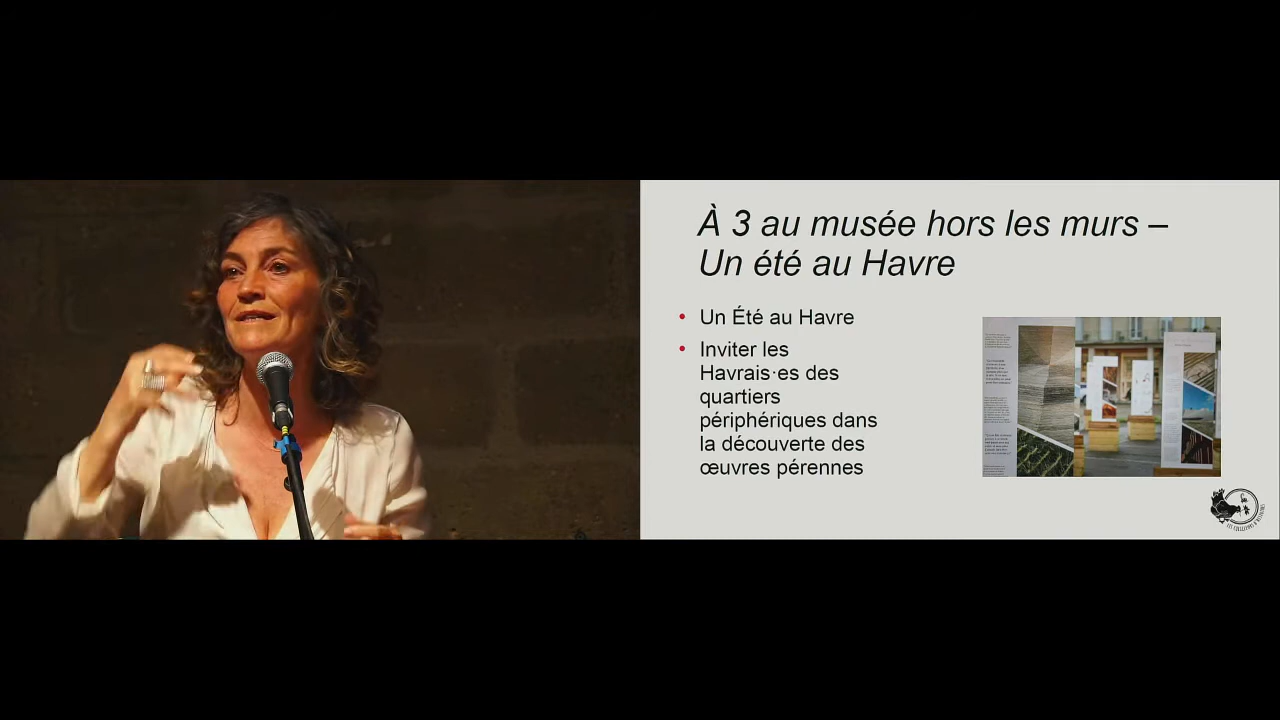 À 3 au musée hors les murs –
Un été au Havre
• Un Été au Havre
• Inviter les
Havrais·es des
quartiers
périphériques dans
la découverte des
œuvres pérennes